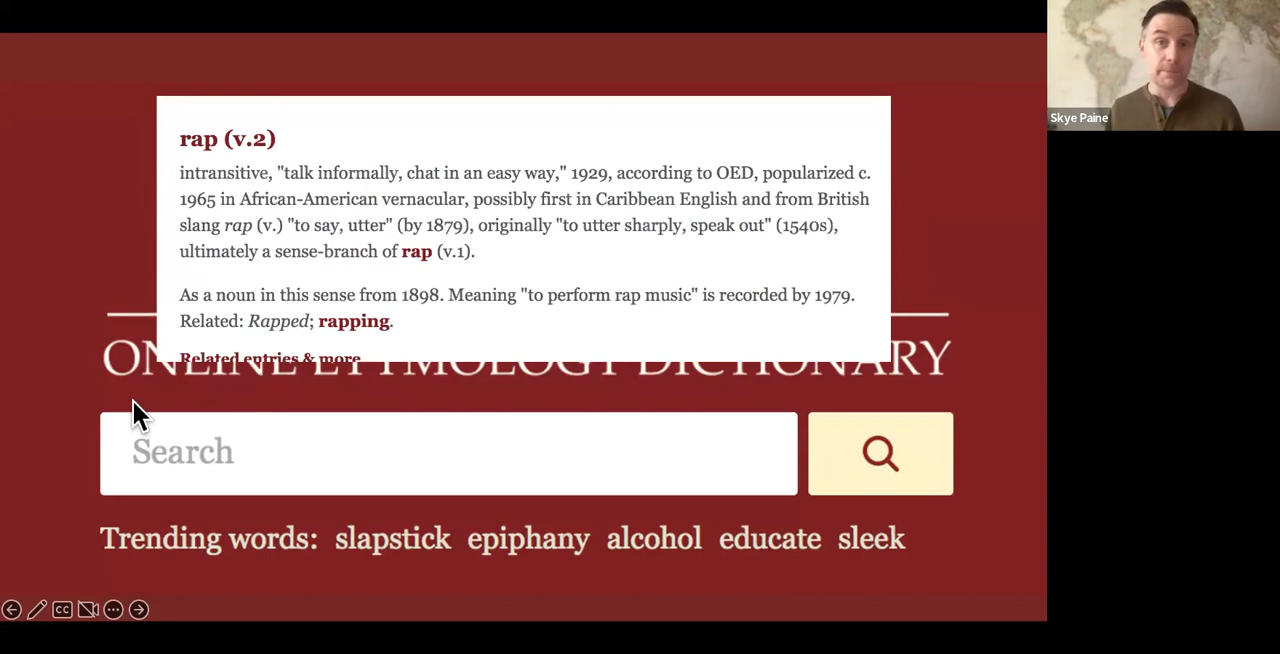 rap (v.2)
intransitive, "talk informally, chat in an easy way," 1929, according to OED, popularized c.
1965 in African-American vernacular, possibly first in Caribbean English and from British
slang rap (v.) "to say, utter" (by 1879), originally "to utter sharply, speak out" (1540s),
ultimately a sense-branch of rap (v.1).
As a noun in this sense from 1898. Meaning "to perform rap music" is recorded by 1979.
Related: Rapped; rapping.
Related entries & more
ONLINE ETYMOLOGY DICTIONARY
Search
Trending words: slapstick epiphany alcohol educate sleek
CC
Skye Paine